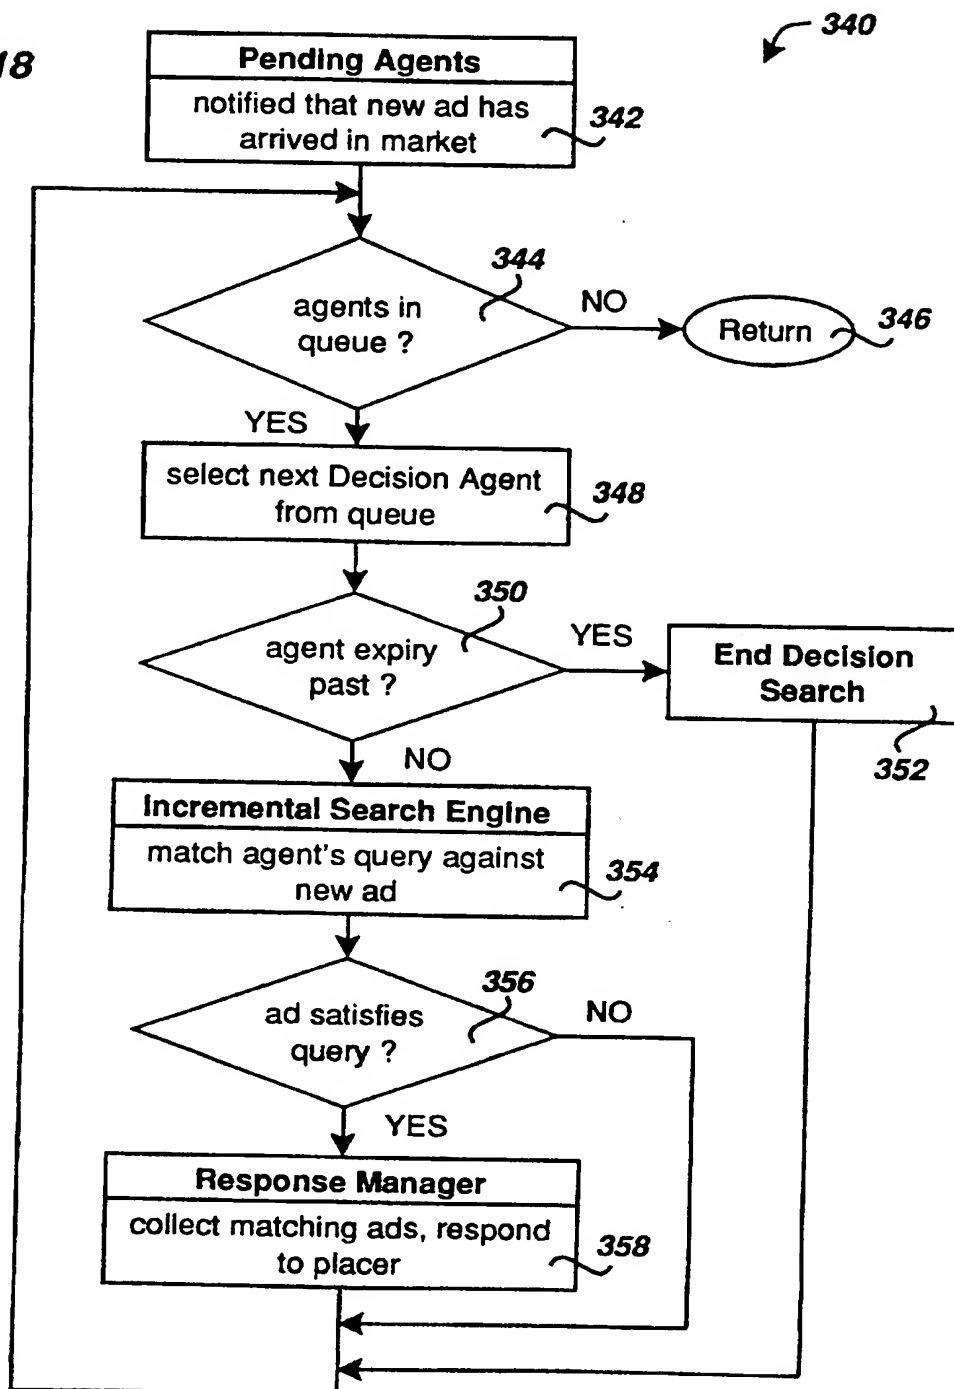 18
340
Pending Agents
notified that new ad has
arrived in market
342
344
agents in
queue ?
NO
Return
346
YES
select next Decision Agent
from queue
348
350
agent expiry
past ?
YES
End Decision
Search
352
NO
Incremental Search Engine
match agent's query against
new ad
354
356
ad satisfies
query ?
NO
YES
Response Manager
collect matching ads, respond
to placer
358